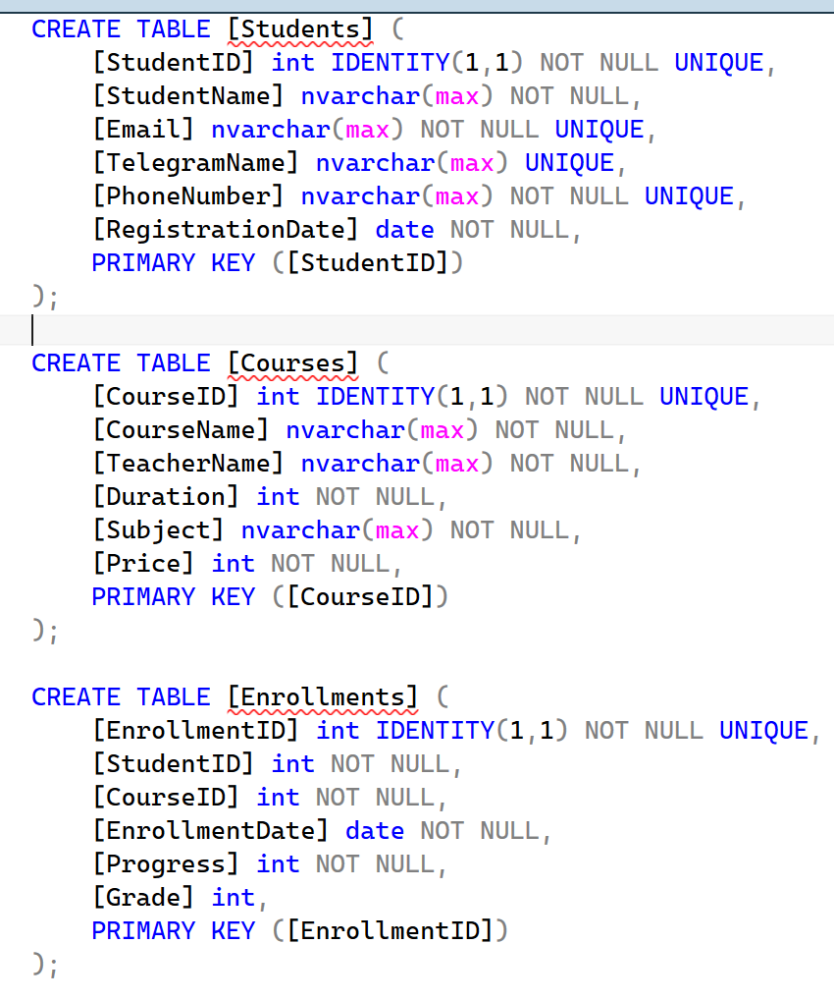 CREATE TABLE [Students] (
[StudentID] int IDENTITY(1,1) NOT NULL UNIQUE,
[StudentName] nvarchar(max) NOT NULL,
[Email] nvarchar(max) NOT NULL UNIQUE,
[TelegramName] nvarchar(max) UNIQUE,
[PhoneNumber] nvarchar(max) NOT NULL UNIQUE,
[RegistrationDate] date NOT NULL,
PRIMARY KEY ([StudentID])
);
CREATE TABLE [Courses] (
[CourseID] int IDENTITY(1,1) NOT NULL UNIQUE,
[CourseName] nvarchar(max) NOT NULL,
[TeacherName] nvarchar(max) NOT NULL,
[Duration] int NOT NULL,
[Subject] nvarchar(max) NOT NULL,
[Price] int NOT NULL,
PRIMARY KEY ([CourseID])
);
CREATE TABLE [Enrollments] (
[EnrollmentID] int IDENTITY(1,1) NOT NULL UNIQUE,
[StudentID] int NOT NULL,
[CourseID] int NOT NULL,
[EnrollmentDate] date NOT NULL,
[Progress] int NOT NULL,
[Grade] int,
PRIMARY KEY ([EnrollmentID])
);